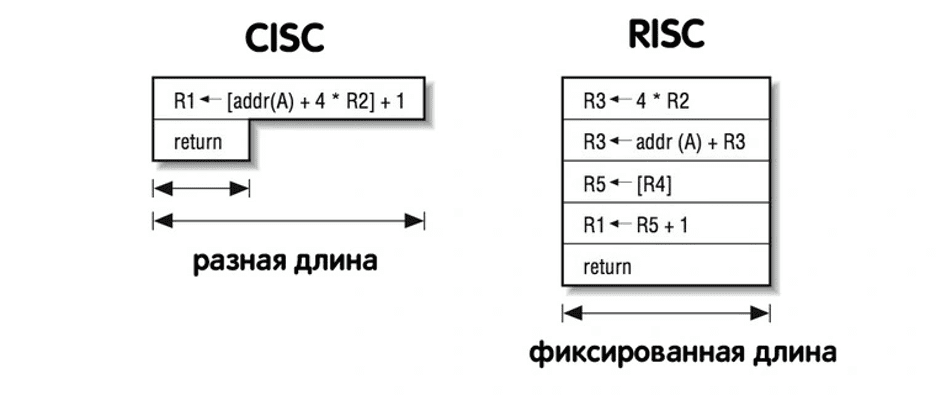 CISC
R1 ← [addr(A) + 4 * R2] + 1
return
разная длина
RISC
R3 ← 4 * R2
R3 ← addr (A) + R3
R5 ← [R4]
R1 ← R5 + 1
return
фиксированная длина